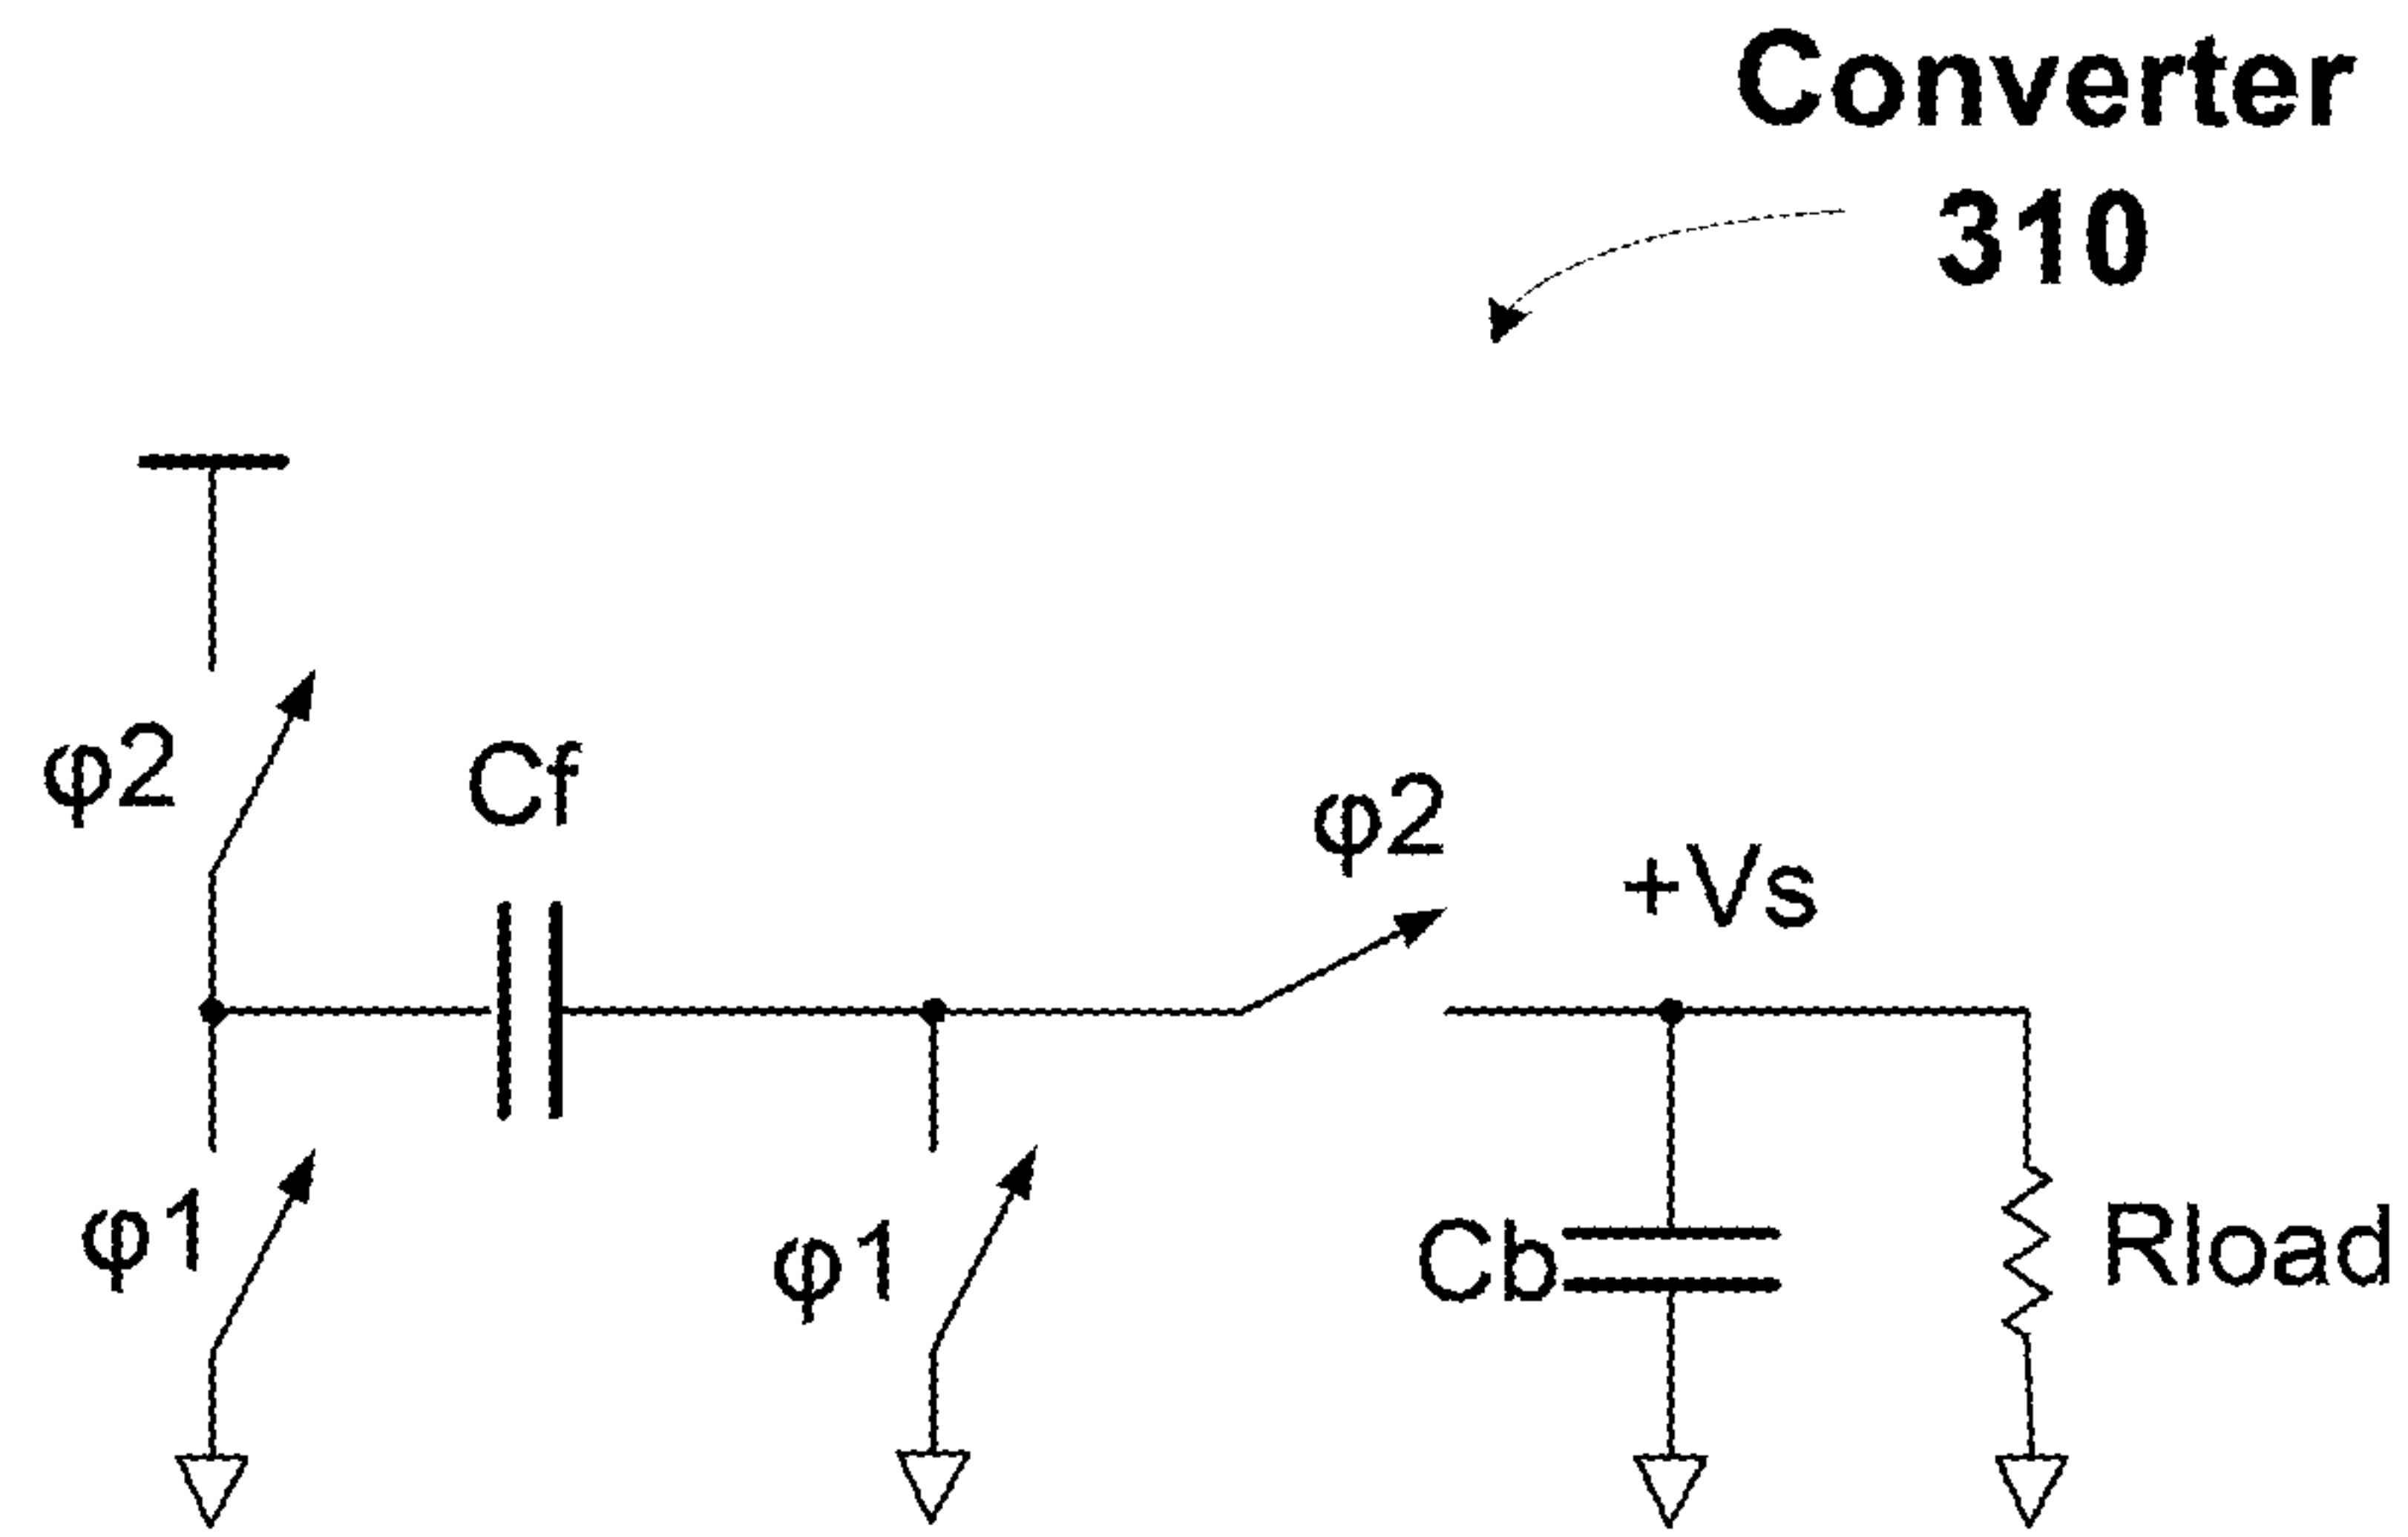 Converter
310
φ2
Cf
φ2
+Vs
φ1
φ1
Cb
Rload